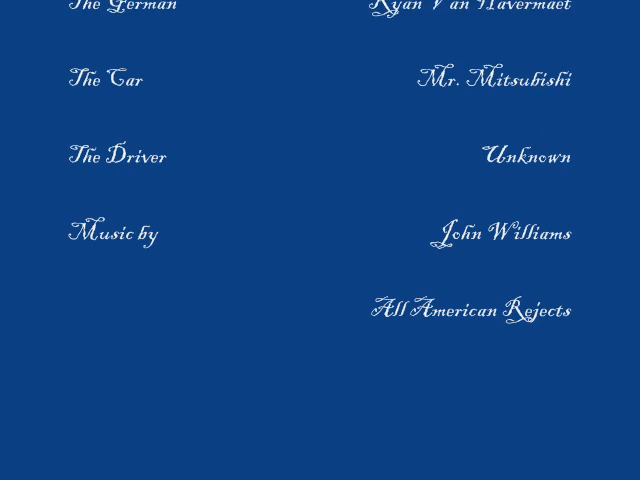 The German Ryan Van Havermaet
The Car Mr. Mitsubishi
The Driver Unknown
Music by John Williams
All American Rejects